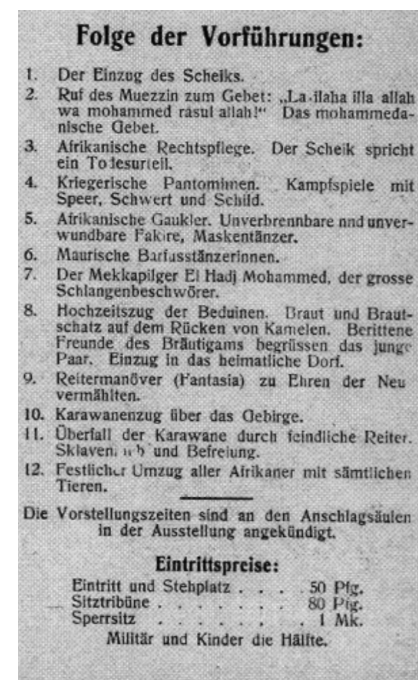 Folge der Vorführungen:
1. Der Einzug des Scheiks.
2. Ruf des Muezzin zum Gebet: „La-ilaha illa allah
wa mohammed rasul allah!“ Das mohammeda-
nische Gebet.
3. Afrikanische Rechtspflege. Der Scheik spricht
ein Todesurteil.
4. Kriegerische Pantomimen. Kampfspiele mit
Speer, Schwert und Schild.
5. Afrikanische Gaukler. Unverbrennbare nnd unver-
wundbare Fakire, Maskentänzer.
6. Maurische Barfusstänzerinnen.
7. Der Mekkapilger El Hadj Mohammed, der grosse
Schlangenbeschwörer.
8. Hochzeitszug der Beduinen. Braut und Braut-
schatz auf dem Rücken von Kamelen. Berittene
Freunde des Bräutigams begrüssen das junge
Paar. Einzug in das heimatliche Dorf.
9. Reitermanöver (Fantasia) zu Ehren der Neu
vermählten.
10. Karawanenzug über das Gebirge.
11. Überfall der Karawane durch feindliche Reiter.
und Befreiung.
12. Festlicher Umzug aller Afrikaner mit sämtlichen
Tieren.
Die Vorstellungszeiten sind an den Anschlagsäulen
in der Ausstellung angekündigt.
Eintrittspreise:
Eintritt und Stehplatz . . . . 50 Pfg.
Sitztribüne . . . . . . . 80 Pfg.
Sperrsitz . . . . . . . 1 Mk.
Militär und Kinder die Hälfte.